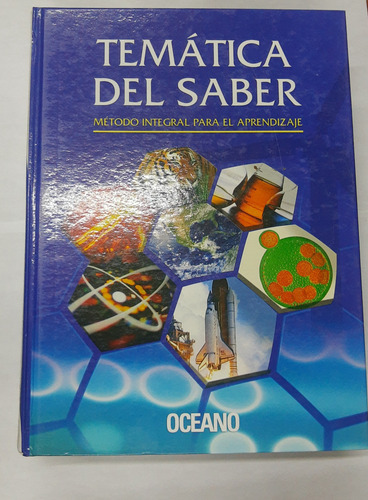 TEMÁTICA
DEL SABER
MÉTODO INTEGRAL PARA EL APRENDIZAJE
OCEANO